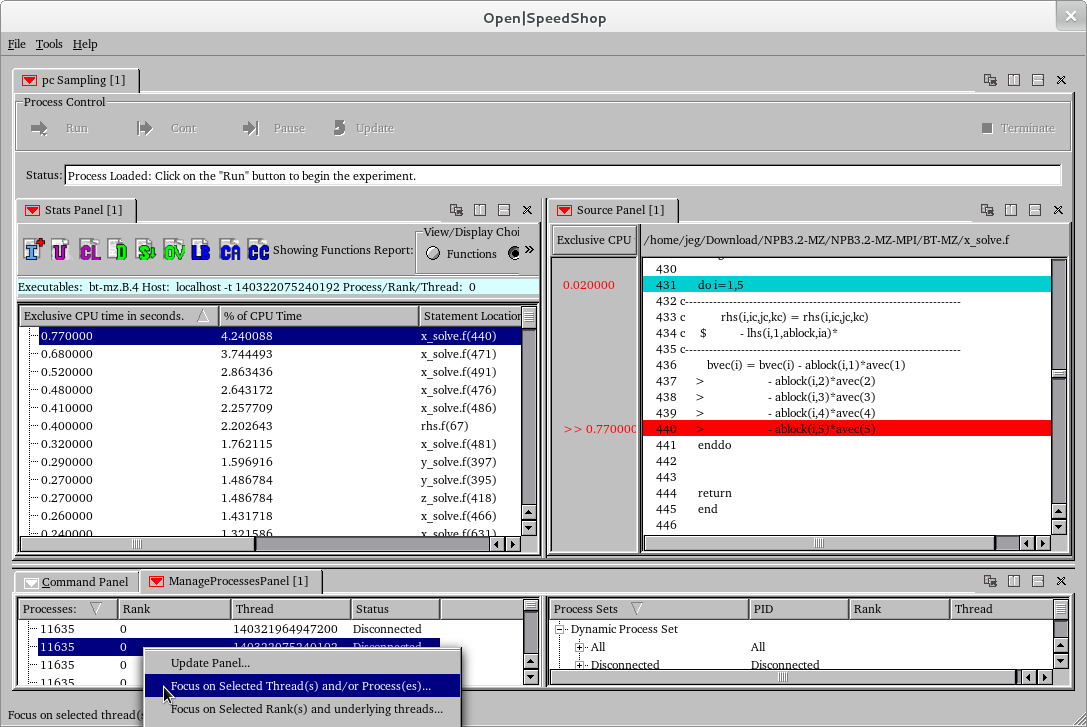 Open|SpeedShop
File Tools Help
pc Sampling [1]
Process Control
Run Cont Pause Update Terminate
Status: Process Loaded: Click on the "Run" button to begin the experiment.
Stats Panel [1]
I+ U CL D S↓ OV LB CA CC Showing Functions Report:
View/Display Choi
Functions »
Executables: bt-mz.B.4 Host: localhost -t 140322075240192 Process/Rank/Thread: 0
Exclusive CPU time in seconds. % of CPU Time Statement Location
0.770000 4.240088 x_solve.f(440)
0.680000 3.744493 x_solve.f(471)
0.520000 2.863436 x_solve.f(491)
0.480000 2.643172 x_solve.f(476)
0.410000 2.257709 x_solve.f(486)
0.400000 2.202643 rhs.f(67)
0.320000 1.762115 x_solve.f(481)
0.290000 1.596916 y_solve.f(397)
0.270000 1.486784 y_solve.f(395)
0.270000 1.486784 z_solve.f(418)
0.260000 1.431718 x_solve.f(466)
0.240000 1.321586 x_solve.f(631)
Source Panel [1]
Exclusive CPU /home/jeg/Download/NPB3.2-MZ/NPB3.2-MZ-MPI/BT-MZ/x_solve.f
430
0.020000 431 do i=1,5
432 c-------------------------------------------------------------------
433 c rhs(i,ic,jc,kc) = rhs(i,ic,jc,kc)
434 c $ - lhs(i,1,ablock,ia)*
435 c-------------------------------------------------------------------
436 bvec(i) = bvec(i) - ablock(i,1)*avec(1)
437 > - ablock(i,2)*avec(2)
438 > - ablock(i,3)*avec(3)
439 > - ablock(i,4)*avec(4)
>> 0.770000 440 > - ablock(i,5)*avec(5)
441 enddo
442
443
444 return
445 end
446
Command Panel ManageProcessesPanel [1]
Processes: Rank Thread Status
11635 0 140321964947200 Disconnected
11635 0 140322075240192 Disconnected
11635 0
11635 0
Update Panel...
Focus on Selected Thread(s) and/or Process(es)...
Focus on Selected Rank(s) and underlying threads...
Process Sets PID Rank Thread
Dynamic Process Set
All All
Disconnected Disconnected
Focus on selected thread(s